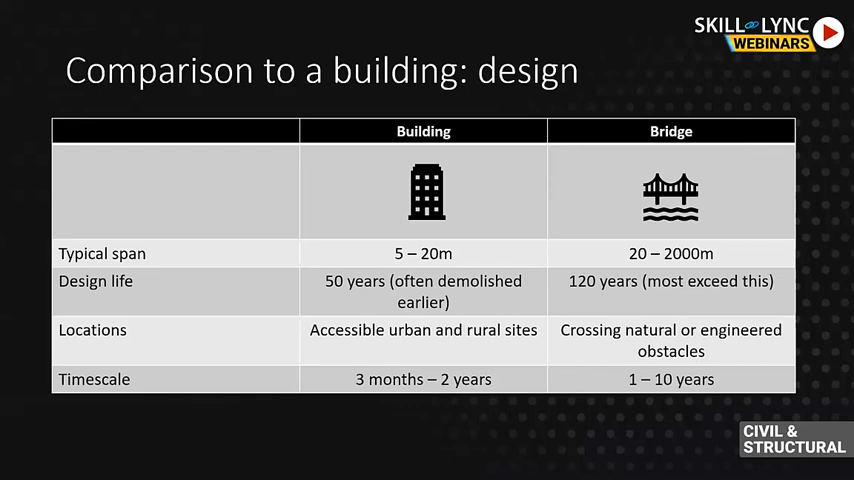 SKILL LYNC
WEBINARS
Comparison to a building: design
Building Bridge
Typical span 5 – 20m 20 – 2000m
Design life 50 years (often demolished 120 years (most exceed this)
earlier)
Locations Accessible urban and rural sites Crossing natural or engineered
obstacles
Timescale 3 months – 2 years 1 – 10 years
CIVIL &
STRUCTURAL